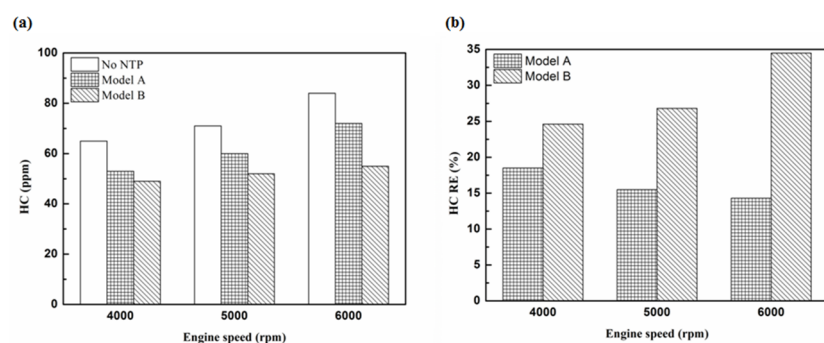 (a)
100
80
60
40
20
0
HC (ppm)
No NTP
Model A
Model B
4000 5000 6000
Engine speed (rpm)
(b)
35
30
25
20
15
10
5
0
HC RE (%)
Model A
Model B
4000 5000 6000
Engine speed (rpm)